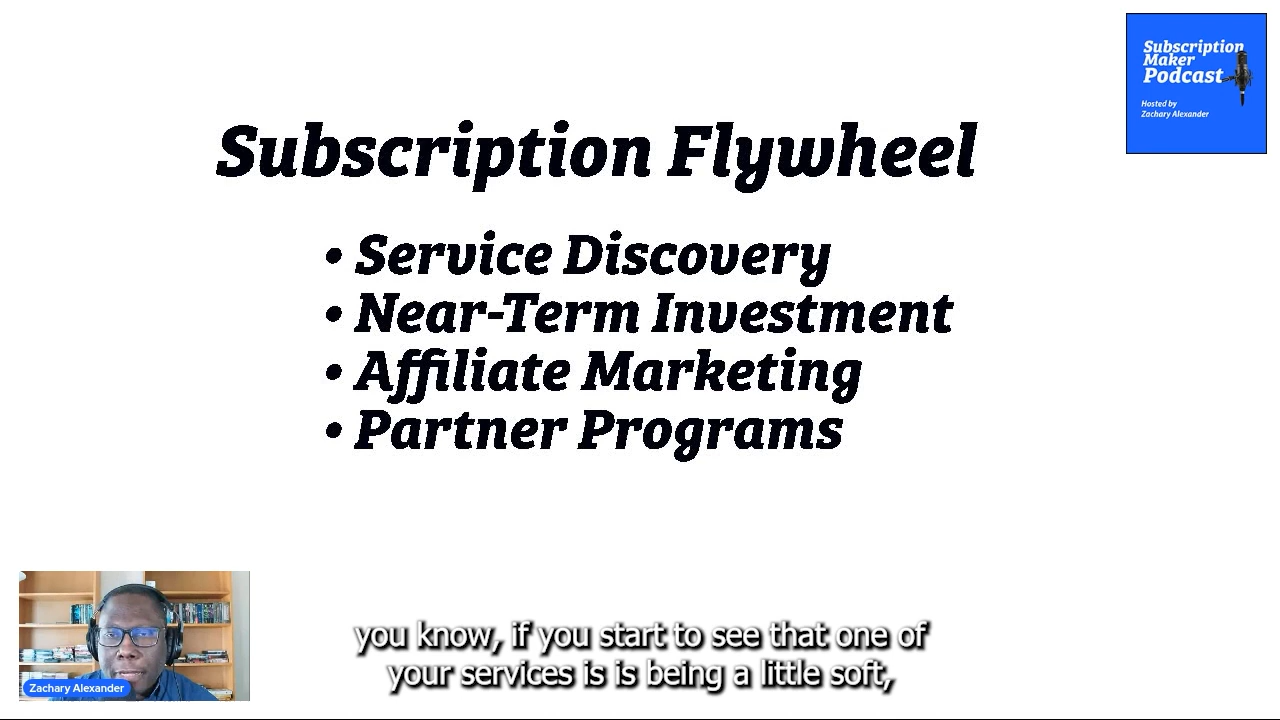 Subscription
Maker
Podcast
Hosted by
Zachary Alexander
Subscription Flywheel
• Service Discovery
• Near-Term Investment
• Affiliate Marketing
• Partner Programs
you know, if you start to see that one of
your services is is being a little soft,
Zachary Alexander